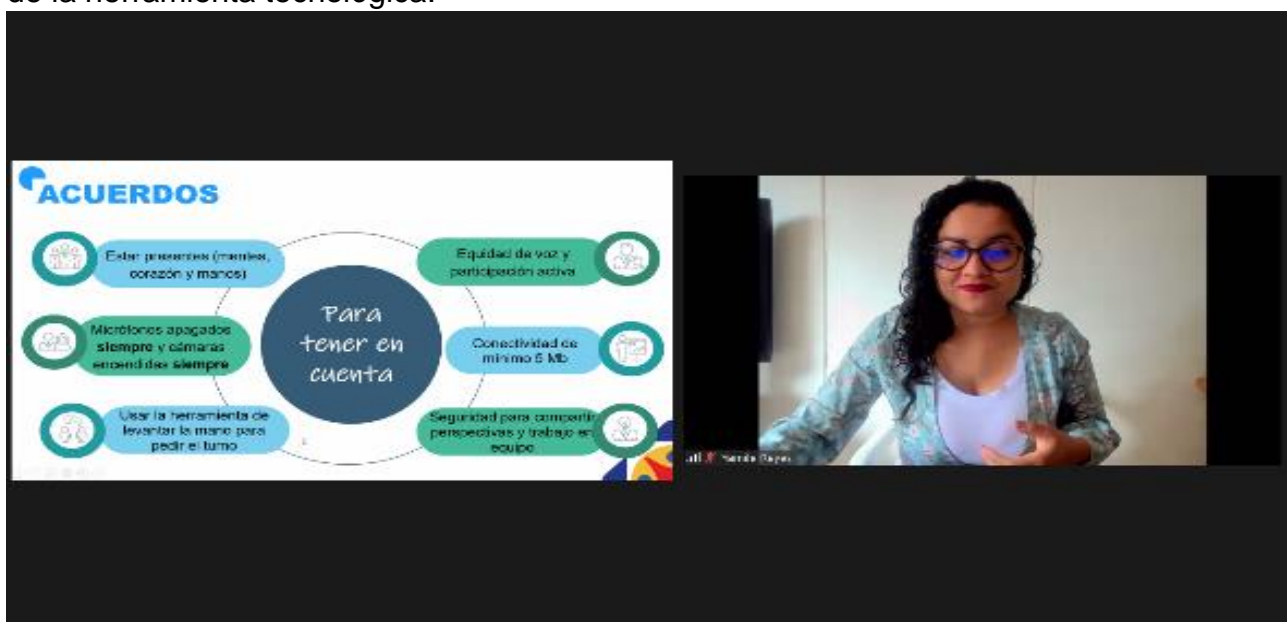 de la herramienta tecnológica.
ACUERDOS
Estar presentes (mentes,
corazón y manos)
Micrófonos apagados
siempre y cámaras
encendidas siempre
Usar la herramienta de
levantar la mano para
pedir el turno
Para
tener en
cuenta
Equidad de voz y
participación activa
Conectividad de
mínimo 5 Mb
Seguridad para compartir
perspectivas y trabajo en
equipo
Reyes